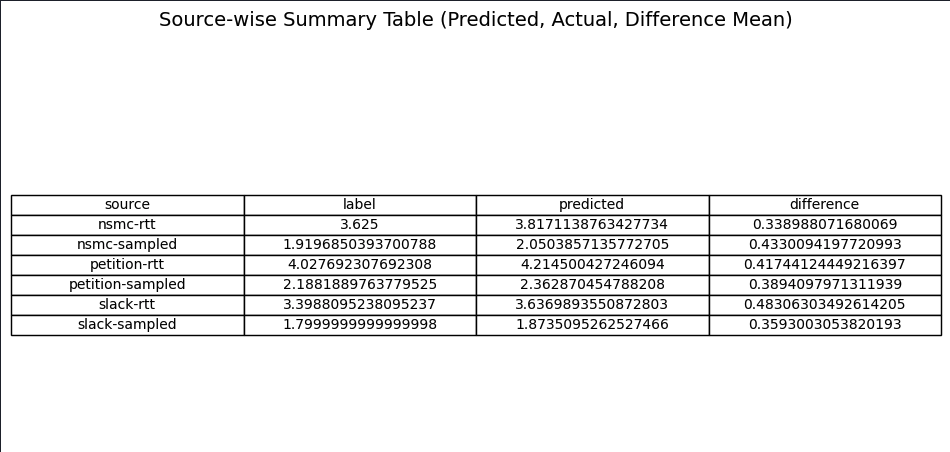 Source-wise Summary Table (Predicted, Actual, Difference Mean)
source label predicted difference
nsmc-rtt 3.625 3.8171138763427734 0.339988071680069
nsmc-sampled 1.9196850393700788 2.0503857135772705 0.4330094197720993
petition-rtt 4.027692307692308 4.214500427246094 0.41744124449216397
petition-sampled 2.1881889763779525 2.362870454788208 0.3894097971311939
slack-rtt 3.3988095238095237 3.6369893550872803 0.48306303492614205
slack-sampled 1.7999999999999998 1.8735095262527466 0.3593003053820193